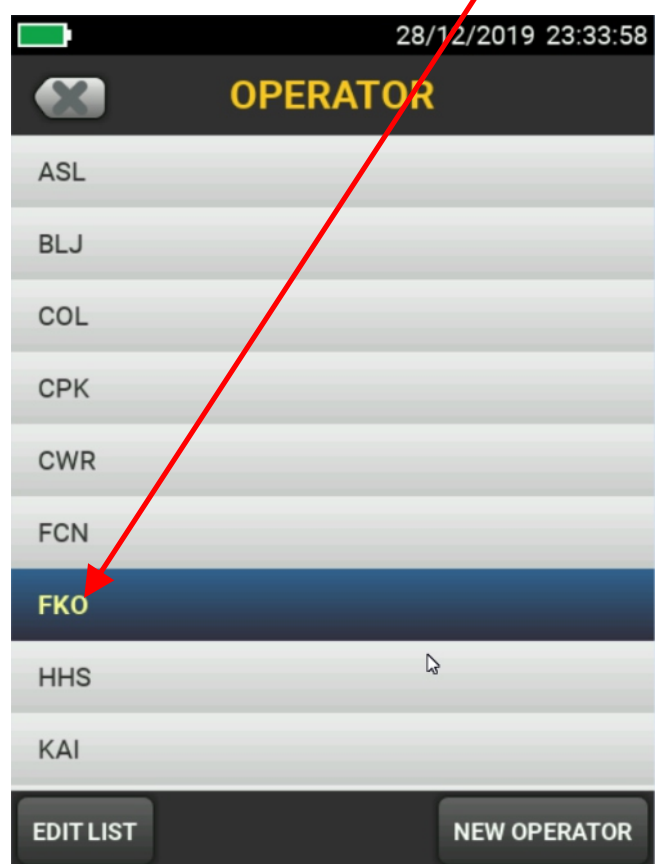 28/12/2019 23:33:58
OPERATOR
ASL
BLJ
COL
CPK
CWR
FCN
FKO
HHS
KAI
EDIT LIST NEW OPERATOR